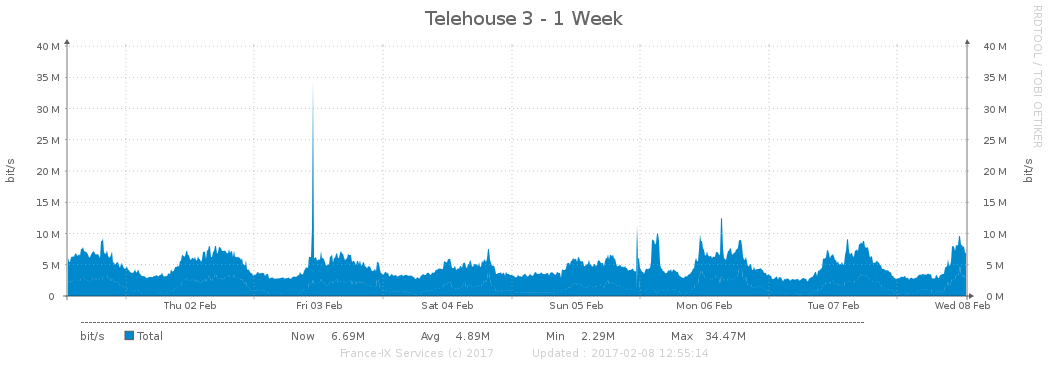 Telehouse 3 - 1 Week
RRDTOOL / TOBI OETIKER
40 M 40 M
35 M 35 M
30 M 30 M
25 M 25 M
20 M 20 M
15 M 15 M
10 M 10 M
5 M 5 M
0 0 M
bit/s bit/s
Thu 02 Feb Fri 03 Feb Sat 04 Feb Sun 05 Feb Mon 06 Feb Tue 07 Feb Wed 08 Feb
bit/s Total Now 6.69M Avg 4.89M Min 2.29M Max 34.47M
France-IX Services (c) 2017 Updated : 2017-02-08 12:55:14